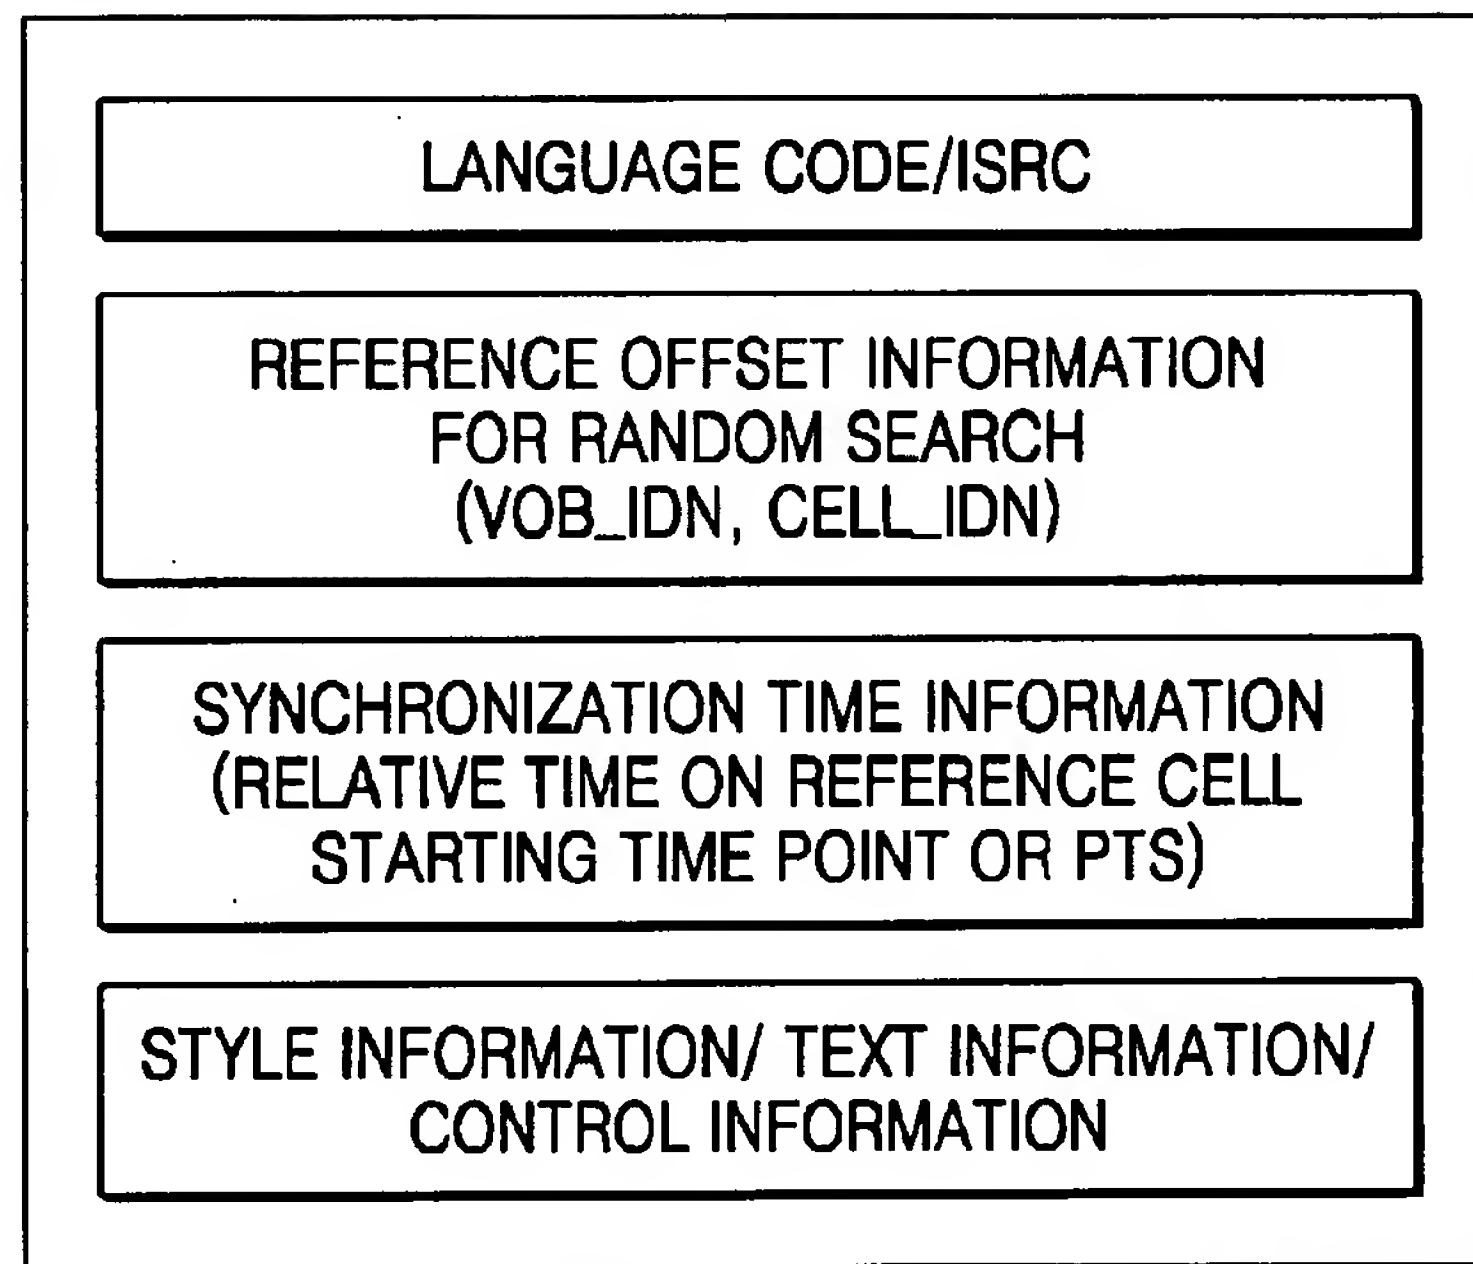 LANGUAGE CODE/ISRC
REFERENCE OFFSET INFORMATION
FOR RANDOM SEARCH
(VOB_IDN, CELL_IDN)
SYNCHRONIZATION TIME INFORMATION
(RELATIVE TIME ON REFERENCE CELL
STARTING TIME POINT OR PTS)
STYLE INFORMATION/ TEXT INFORMATION/
CONTROL INFORMATION